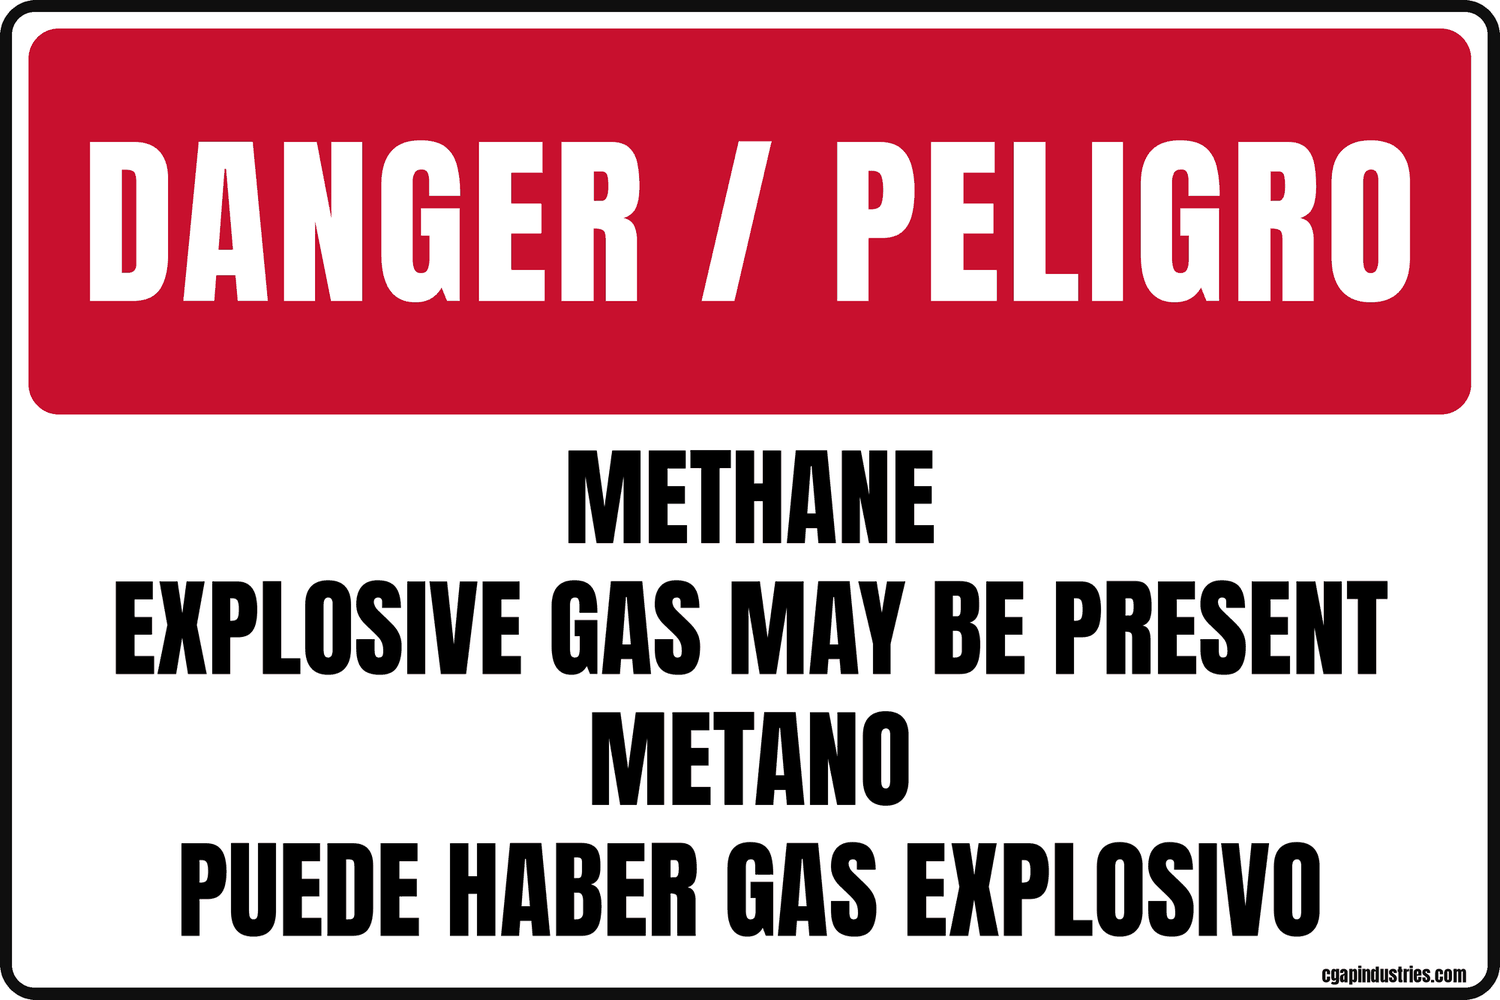 DANGER / PELIGRO
METHANE
EXPLOSIVE GAS MAY BE PRESENT
METANO
PUEDE HABER GAS EXPLOSIVO
cgapindustries.com